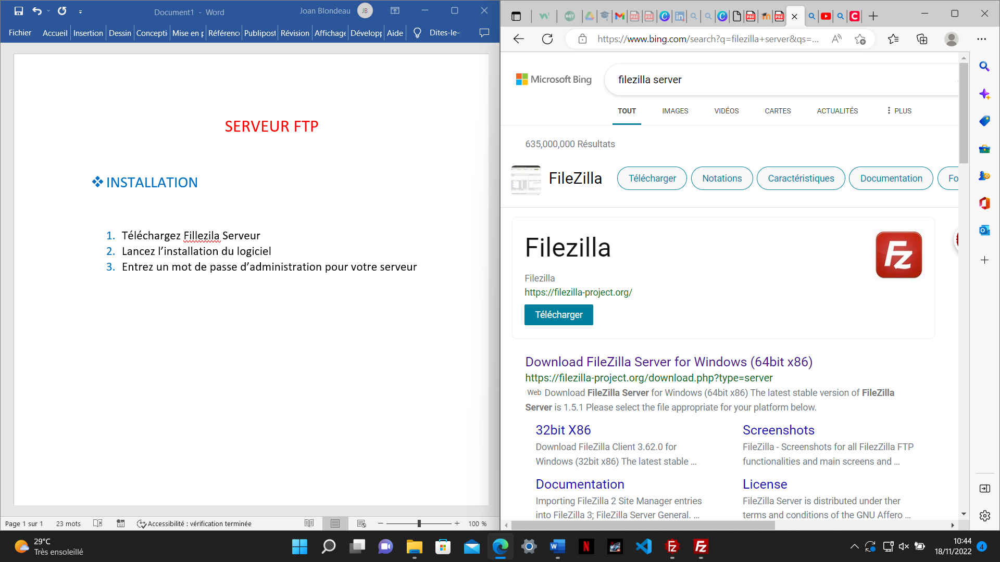 Document1 - Word
Joan Blondeau
JB
Fichier
Accueil
Insertion
Dessin
Concepti
Mise en p
Référenc
Publipost
Révision
Affichage
Dévelop
Aide
Dites-le-
SERVEUR FTP
INSTALLATION
1. Téléchargez Fillezila Serveur
2. Lancez l’installation du logiciel
3. Entrez un mot de passe d’administration pour votre serveur
Page 1 sur 1
23 mots
Accessibilité : vérification terminée
100 %
NOT
PDF
PDF
PDF
PDF
https://www.bing.com/search?q=filezilla+server&qs=...
Microsoft Bing
filezilla server
TOUT
IMAGES
VIDÉOS
CARTES
ACTUALITÉS
PLUS
635,000,000 Résultats
FileZilla
Télécharger
Notations
Caractéristiques
Documentation
Fo
Filezilla
Fz
Filezilla
https://filezilla-project.org/
Télécharger
Download FileZilla Server for Windows (64bit x86)
https://filezilla-project.org/download.php?type=server
Web Download FileZilla Server for Windows (64bit x86) The latest stable version of FileZilla
Server is 1.5.1 Please select the file appropriate for your platform below.
32bit X86
Download FileZilla Client 3.62.0 for
Windows (32bit x86) The latest stable ...
Screenshots
FileZilla - Screenshots for all FilezZilla FTP
functionalities and main screens and ...
Documentation
Importing FileZilla 2 Site Manager entries
into FileZilla 3; FileZilla Server General. ...
License
FileZilla Server is distributed under ther
terms and conditions of the GNU Affero ...
29°C
Très ensoleillé
10:44
18/11/2022
4